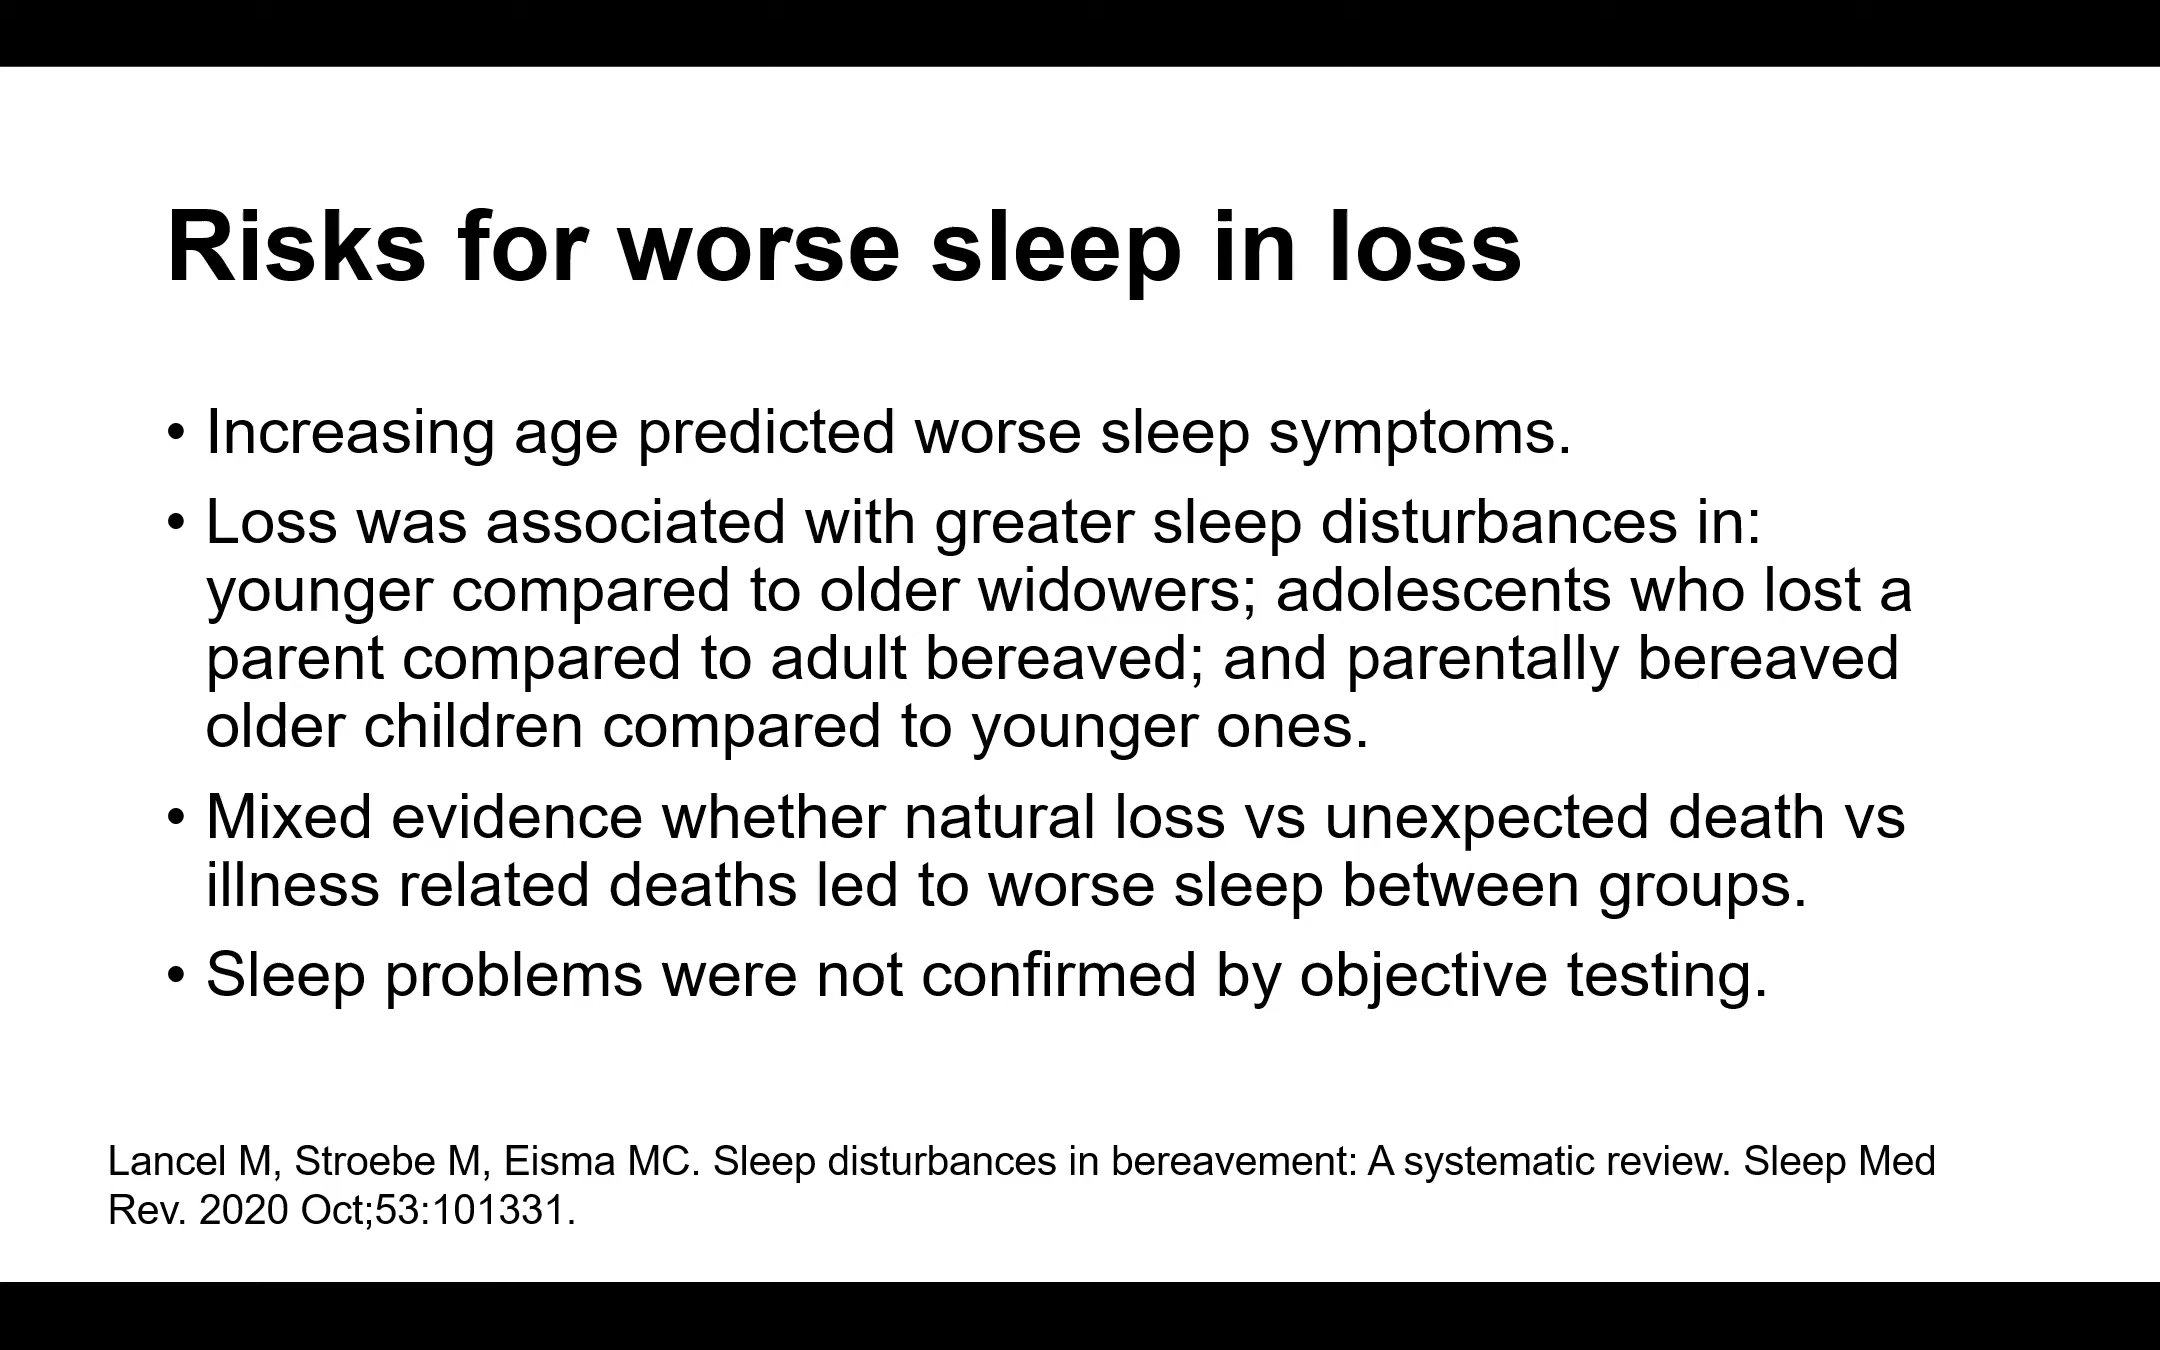 Risks for worse sleep in loss
• Increasing age predicted worse sleep symptoms.
• Loss was associated with greater sleep disturbances in:
younger compared to older widowers; adolescents who lost a
parent compared to adult bereaved; and parentally bereaved
older children compared to younger ones.
• Mixed evidence whether natural loss vs unexpected death vs
illness related deaths led to worse sleep between groups.
• Sleep problems were not confirmed by objective testing.
Lancel M, Stroebe M, Eisma MC. Sleep disturbances in bereavement: A systematic review. Sleep Med
Rev. 2020 Oct;53:101331.